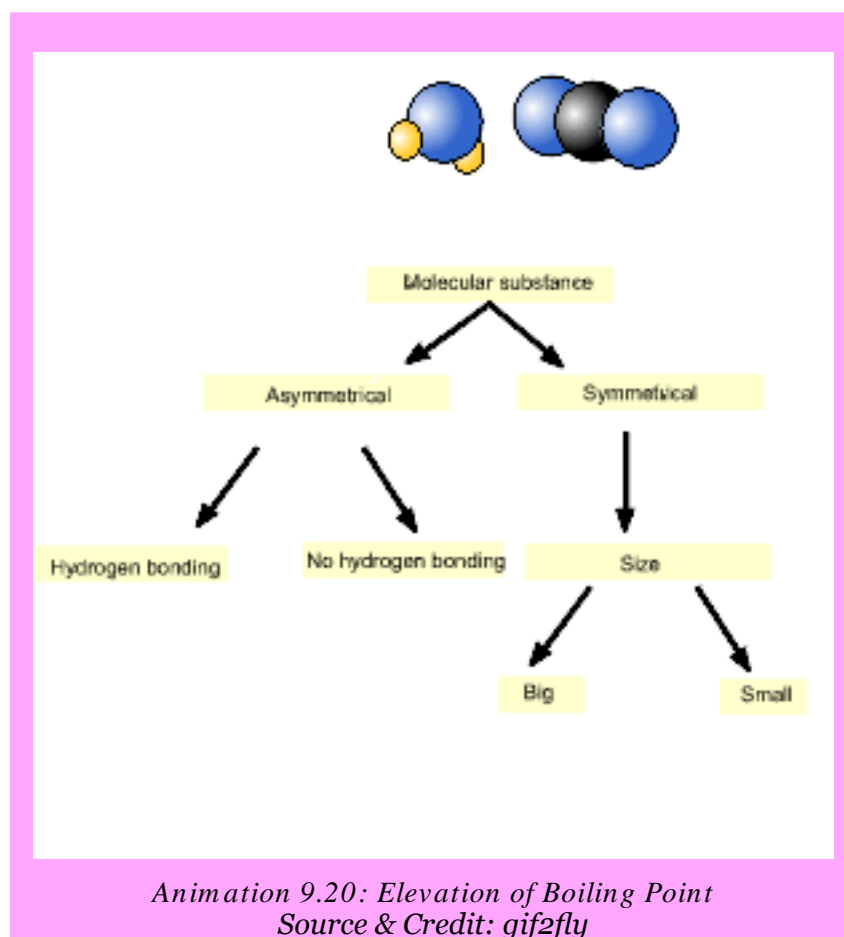 Molecular substance
Asymmetrical
Symmetrical
Hydrogen bonding
No hydrogen bonding
Size
Big
Small
Animation 9.20: Elevation of Boiling Point
Source & Credit: gif2fly